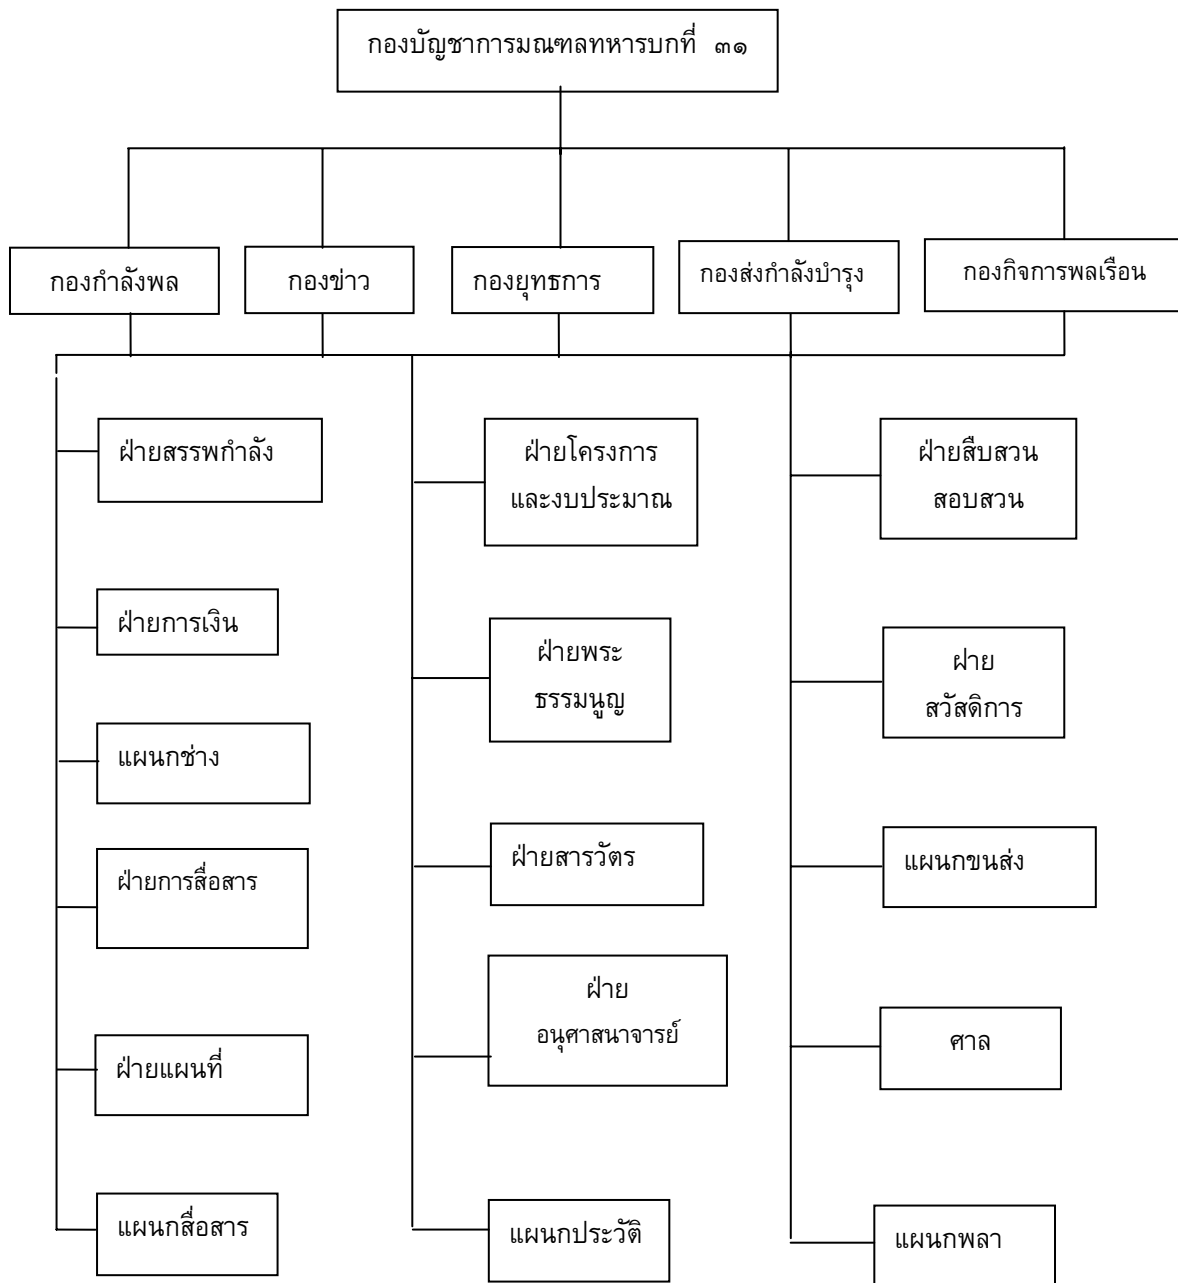 กองบัญชาการมณฑลทหารบกที่ ๓๑
กองกำลังพล
กองข่าว
กองยุทธการ
กองส่งกำลังบำรุง
กองกิจการพลเรือน
ฝ่ายสรรพกำลัง
ฝ่ายการเงิน
แผนกช่าง
ฝ่ายการสื่อสาร
ฝ่ายแผนที่
แผนกสื่อสาร
ฝ่ายโครงการ
และงบประมาณ
ฝ่ายพระ
ธรรมนูญ
ฝ่ายสารวัตร
ฝ่าย
อนุศาสนาจารย์
แผนกประวัติ
ฝ่ายสืบสวน
สอบสวน
ฝาย
สวัสดิการ
แผนกขนส่ง
ศาล
แผนกพลา